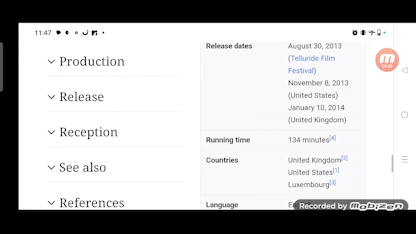 11:47
Production
Release
Reception
See also
References
Release dates
August 30, 2013
(Telluride Film
Festival)
November 8, 2013
(United States)
January 10, 2014
(United Kingdom)
Running time
134 minutes[4]
Countries
United Kingdom[2]
United States[1]
Luxembourg[3]
Language
Recorded by Mobizen